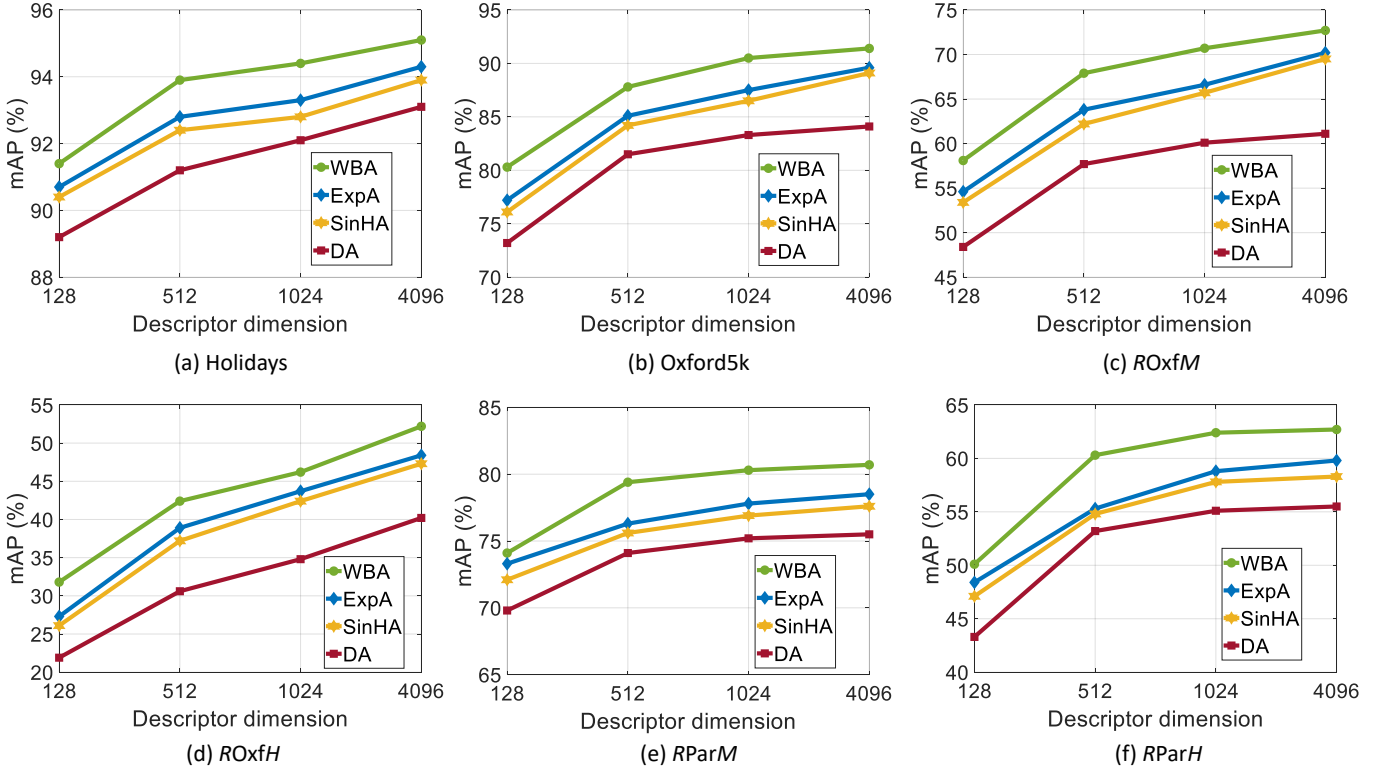 mAP (%)
96
94
92
90
88
128
512
1024
4096
Descriptor dimension
WBA
ExpA
SinHA
DA
(a) Holidays
mAP (%)
95
90
85
80
75
70
128
512
1024
4096
Descriptor dimension
WBA
ExpA
SinHA
DA
(b) Oxford5k
mAP (%)
75
70
65
60
55
50
45
128
512
1024
4096
Descriptor dimension
WBA
ExpA
SinHA
DA
(c) ROxfM
mAP (%)
55
50
45
40
35
30
25
20
128
512
1024
4096
Descriptor dimension
WBA
ExpA
SinHA
DA
(d) ROxfH
mAP (%)
85
80
75
70
65
128
512
1024
4096
Descriptor dimension
WBA
ExpA
SinHA
DA
(e) RParM
mAP (%)
65
60
55
50
45
40
128
512
1024
4096
Descriptor dimension
WBA
ExpA
SinHA
DA
(f) RParH